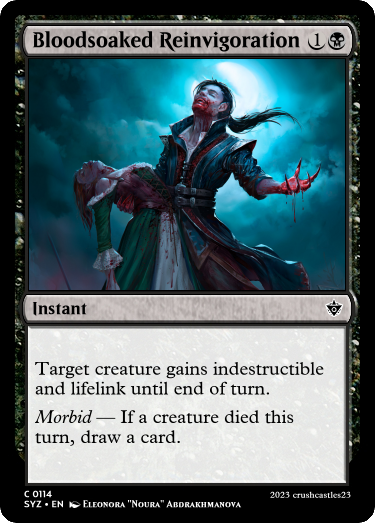 Bloodsoaked Reinvigoration 1
Instant
Target creature gains indestructible
and lifelink until end of turn.
Morbid — If a creature died this
turn, draw a card.
C 0114
SYZ • EN Eleonora "Noura" Abdrakhmanova
2023 crushcastles23